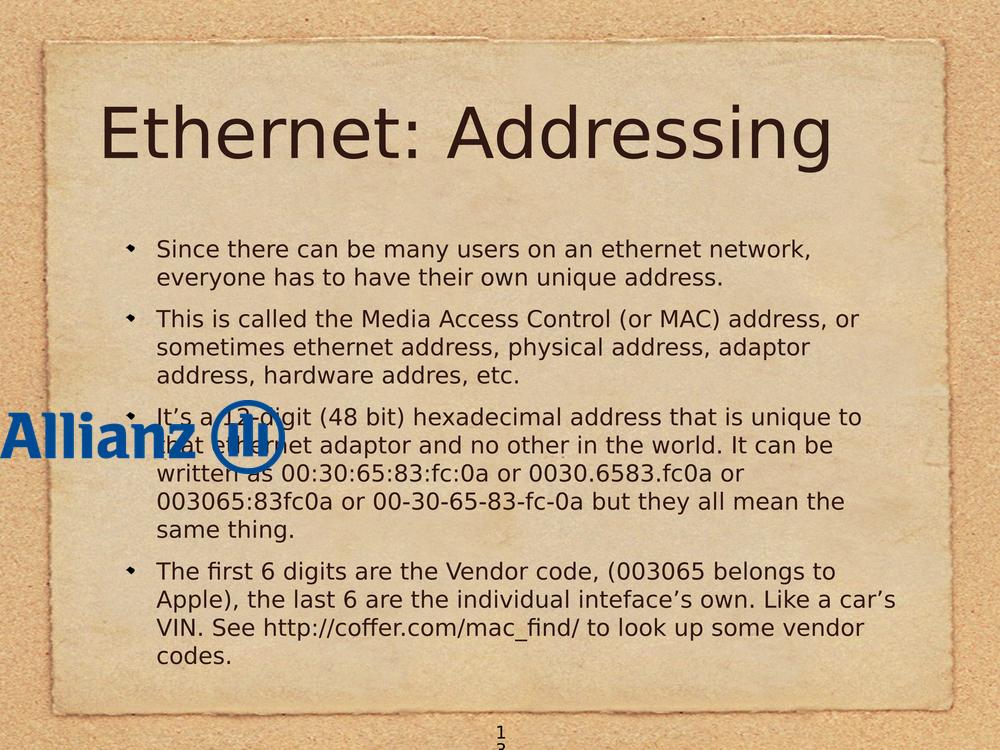 Ethernet: Addressing
Since there can be many users on an ethernet network,
everyone has to have their own unique address.
This is called the Media Access Control (or MAC) address, or
sometimes ethernet address, physical address, adaptor
address, hardware addres, etc.
It’s a 12-digit (48 bit) hexadecimal address that is unique to
Allianz
that ethernet adaptor and no other in the world. It can be
written as 00:30:65:83:fc:0a or 0030.6583.fc0a or
003065:83fc0a or 00-30-65-83-fc-0a but they all mean the
same thing.
The first 6 digits are the Vendor code, (003065 belongs to
Apple), the last 6 are the individual inteface’s own. Like a car’s
VIN. See http://coffer.com/mac_find/ to look up some vendor
codes.
1
3